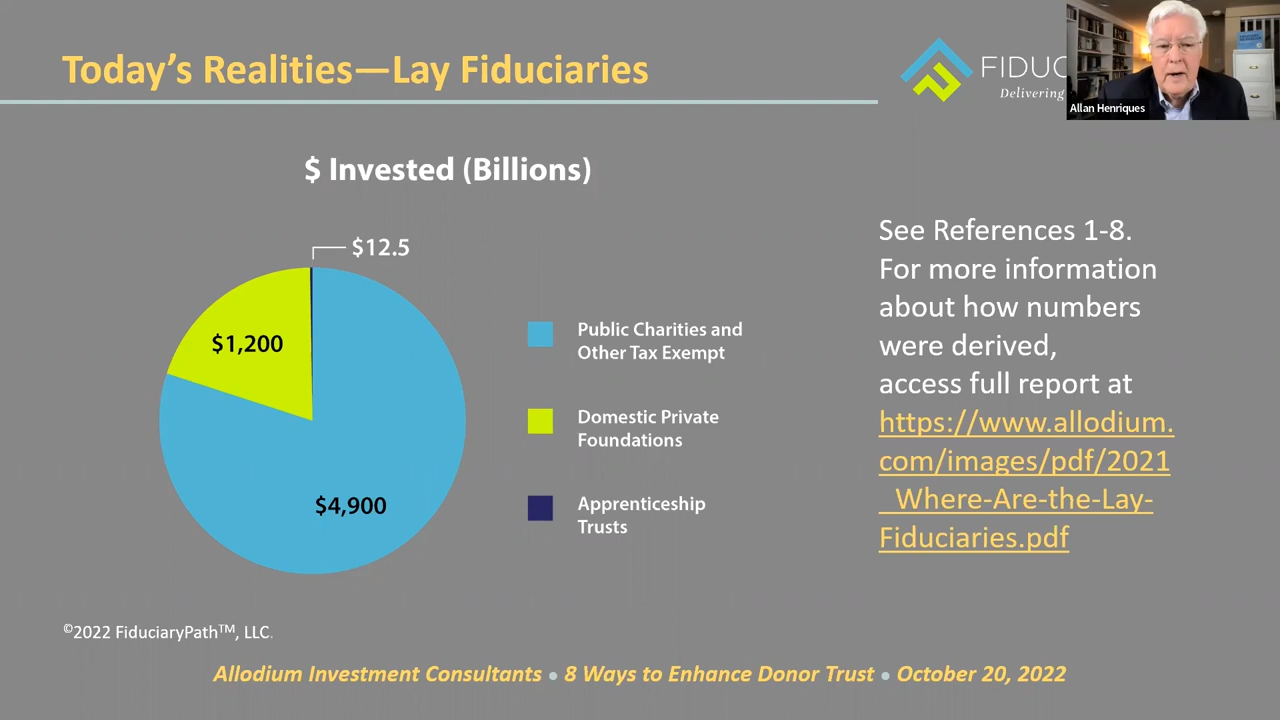 Today's Realities—Lay Fiduciaries
Delivering
Allan Henriques
$ Invested (Billions)
$12.5
$1,200
$4,900
Public Charities and
Other Tax Exempt
Domestic Private
Foundations
Apprenticeship
Trusts
See References 1-8.
For more information
about how numbers
were derived,
access full report at
https://www.allodium.
com/images/pdf/2021
_Where-Are-the-Lay-
Fiduciaries.pdf
©2022 FiduciaryPath™, LLC.
Allodium Investment Consultants • 8 Ways to Enhance Donor Trust • October 20, 2022